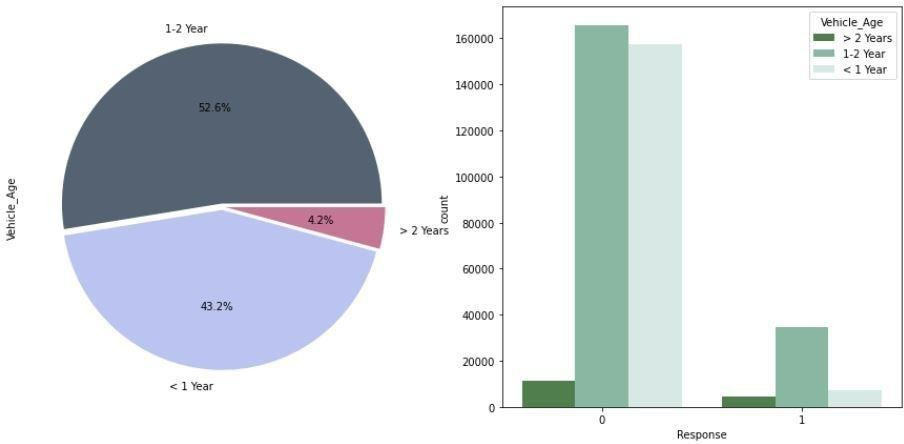 1-2 Year
52.6%
Vehicle_Age
4.2%
> 2 Years
43.2%
< 1 Year
count
160000
140000
120000
100000
80000
60000
40000
20000
0
Vehicle_Age
> 2 Years
1-2 Year
< 1 Year
0
1
Response